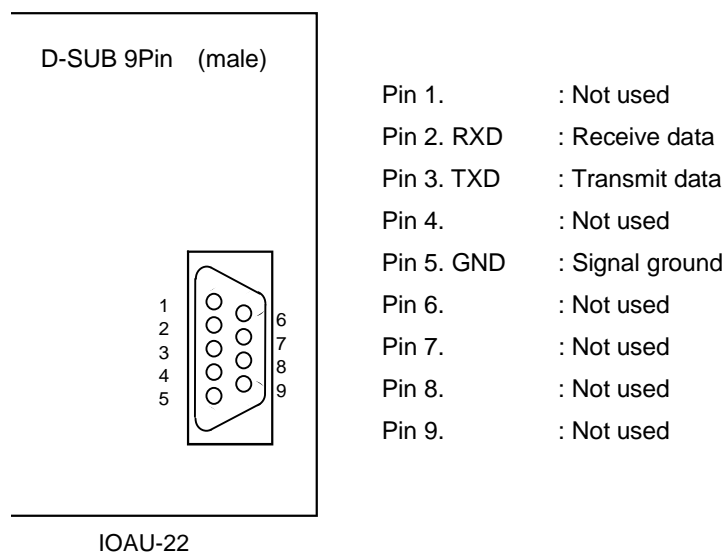 D-SUB 9Pin (male)
Pin 1. : Not used
Pin 2. RXD : Receive data
Pin 3. TXD : Transmit data
Pin 4. : Not used
Pin 5. GND : Signal ground
Pin 6. : Not used
Pin 7. : Not used
Pin 8. : Not used
Pin 9. : Not used
1
2
3
4
5
6
7
8
9
IOAU-22